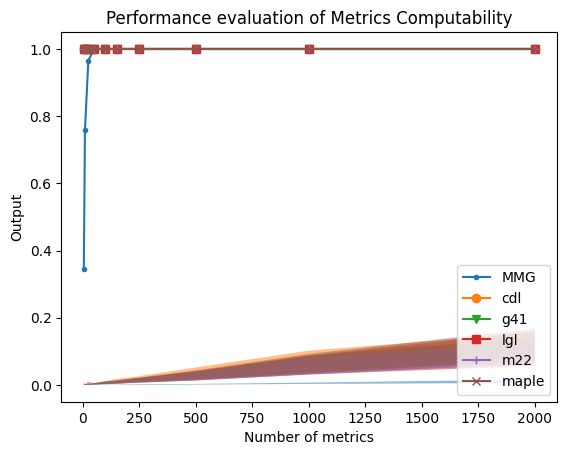 Performance evaluation of Metrics Computability
Output
1.0
0.8
0.6
0.4
0.2
0.0
MMG
cdl
g41
lgl
m22
maple
0 250 500 750 1000 1250 1500 1750 2000
Number of metrics